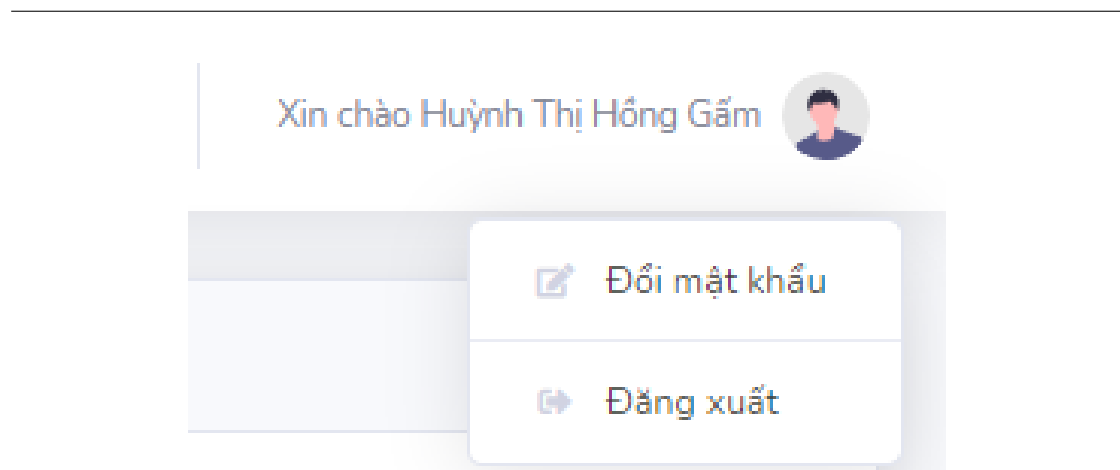 Xin chào Huỳnh Thị Hồng Gấm
Đổi mật khẩu
Đăng xuất